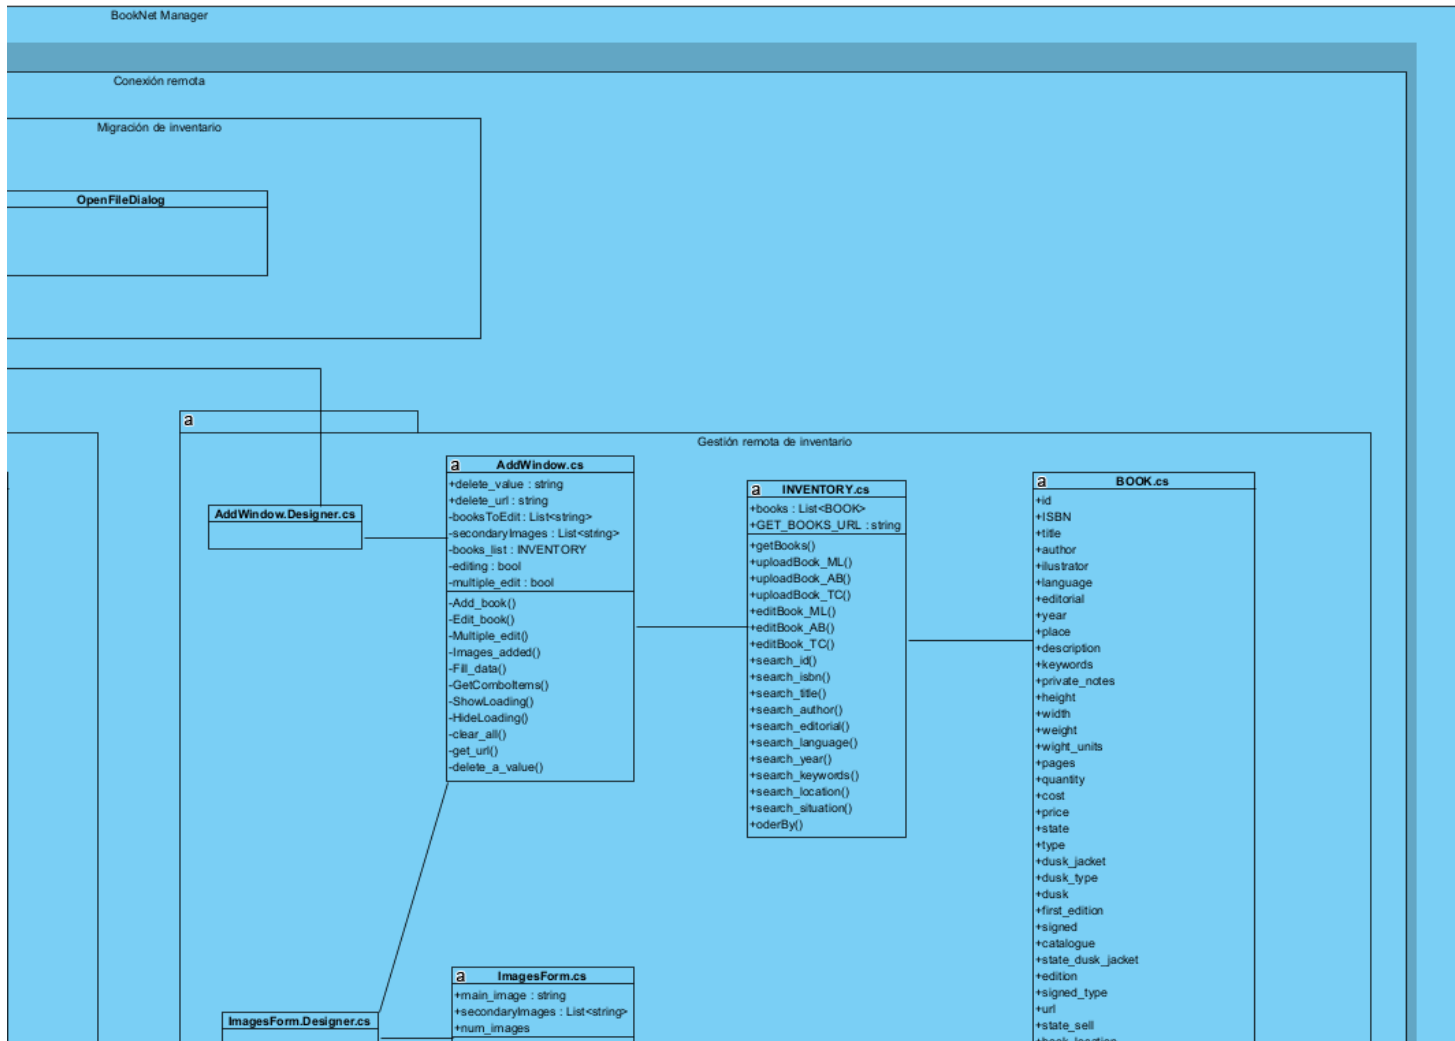 BookNet Manager
Conexión remota
Migración de inventario
OpenFileDialog
a
Gestión remota de inventario
AddWindow.Designer.cs
a
AddWindow.cs
+delete_value : string
+delete_url : string
-booksToEdit : List<string>
-secondaryImages : List<string>
-books_list : INVENTORY
-editing : bool
-multiple_edit : bool
-Add_book()
-Edit_book()
-Multiple_edit()
-Images_added()
-Fill_data()
-GetComboItems()
-ShowLoading()
-HideLoading()
-clear_all()
-get_url()
-delete_a_value()
a
INVENTORY.cs
+books : List<BOOK>
+GET_BOOKS_URL : string
+getBooks()
+uploadBook_ML()
+uploadBook_AB()
+uploadBook_TC()
+editBook_ML()
+editBook_AB()
+editBook_TC()
+search_id()
+search_isbn()
+search_title()
+search_author()
+search_editorial()
+search_language()
+search_year()
+search_keywords()
+search_location()
+search_situation()
+oderBy()
a
BOOK.cs
+id
+ISBN
+title
+author
+ilustrator
+language
+editorial
+year
+place
+description
+keywords
+private_notes
+height
+width
+weight
+wight_units
+pages
+quantity
+cost
+price
+state
+type
+dusk_jacket
+dusk_type
+dusk
+first_edition
+signed
+catalogue
+state_dusk_jacket
+edition
+signed_type
+url
+state_sell
+book_location
ImagesForm.Designer.cs
a
ImagesForm.cs
+main_image : string
+secondaryImages : List<string>
+num_images